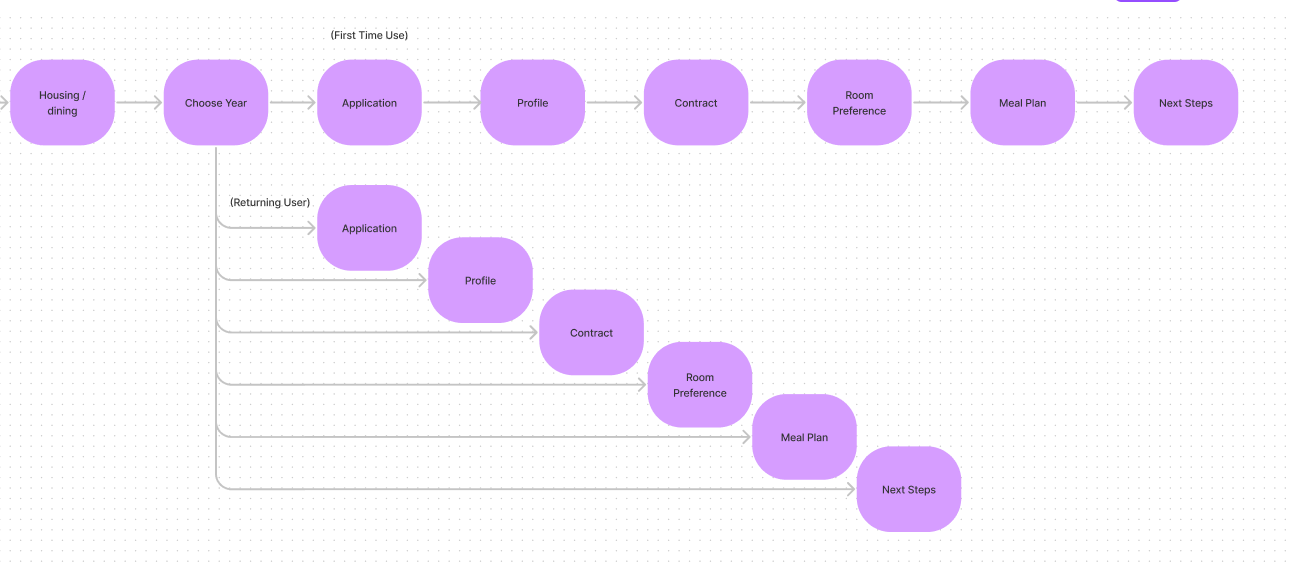 (First Time Use)
Housing /
dining
Choose Year
Application
Profile
Contract
Room
Preference
Meal Plan
Next Steps
(Returning User)
Application
Profile
Contract
Room
Preference
Meal Plan
Next Steps